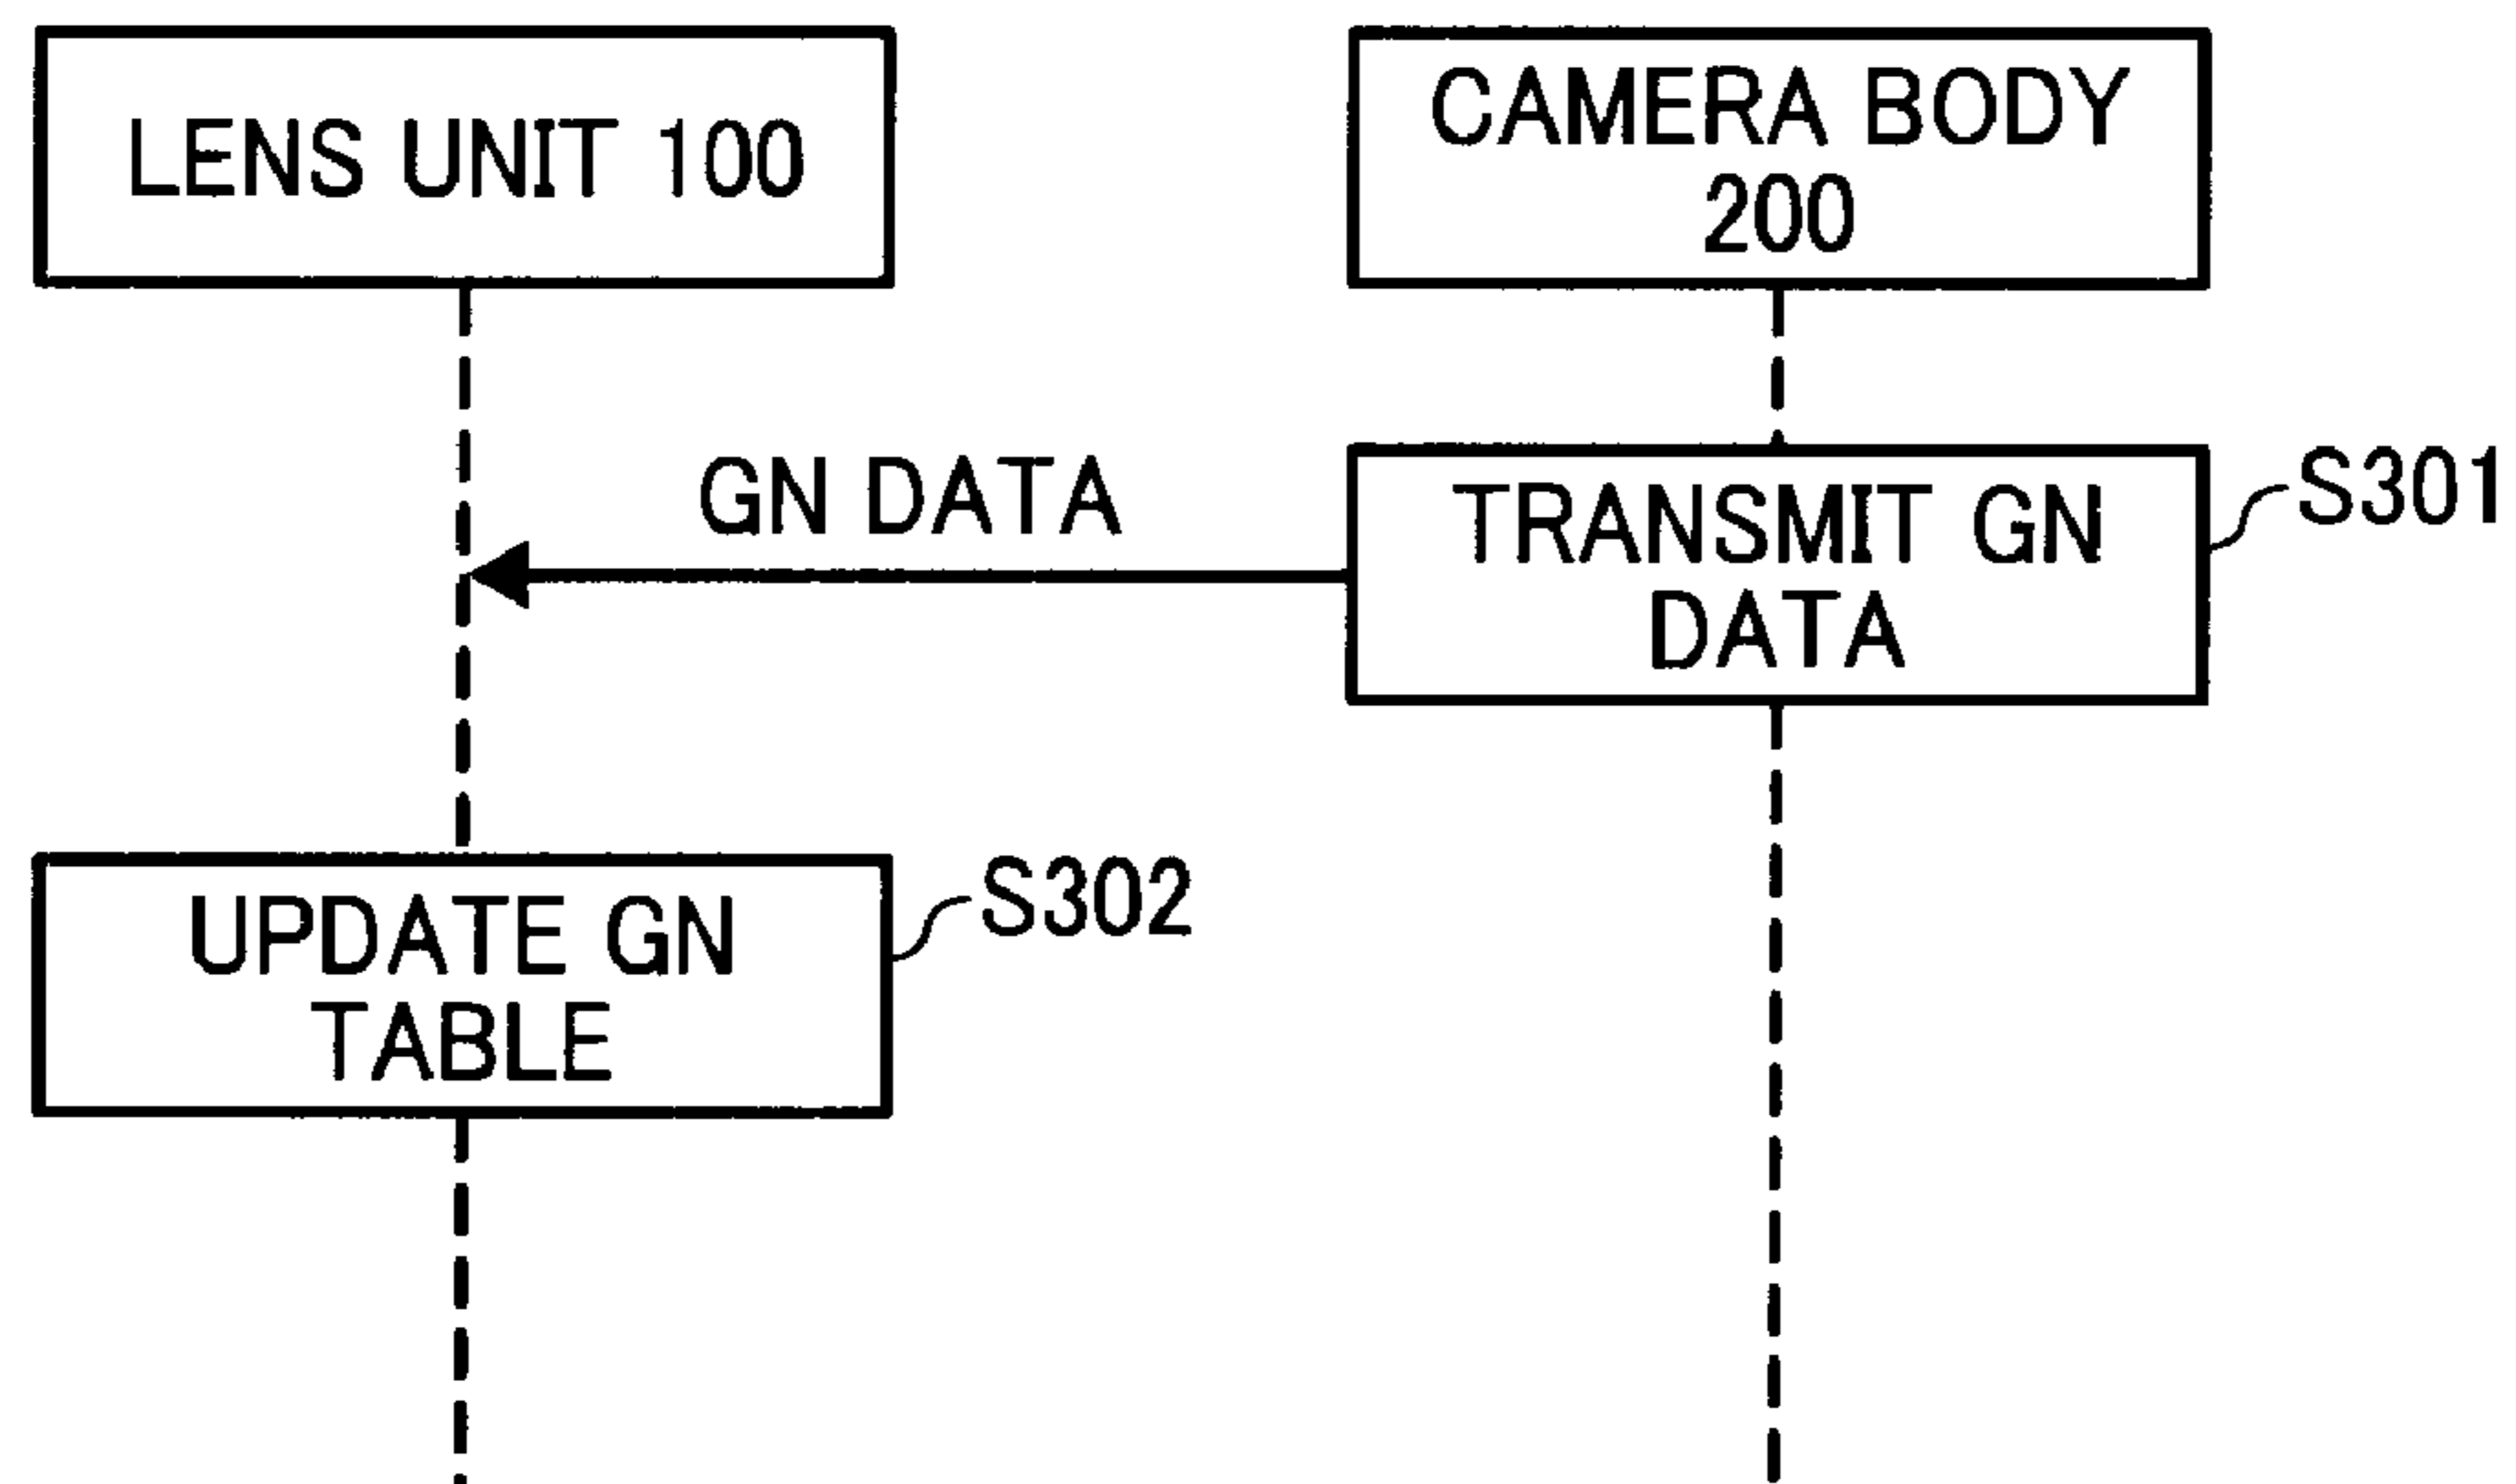 LENS UNIT 100
CAMERA BODY
200
GN DATA
TRANSMIT GN
DATA
S301
UPDATE GN
TABLE
S302